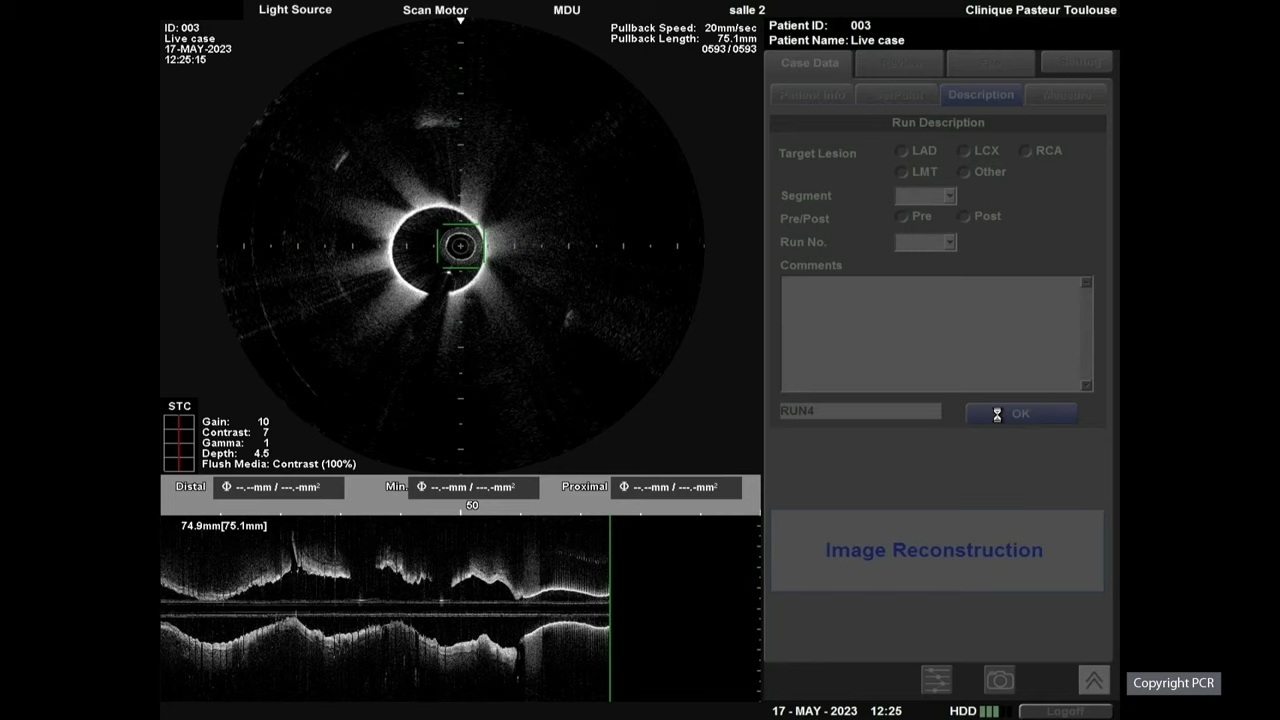 Light Source Scan Motor MDU salle 2 Clinique Pasteur Toulouse
ID: 003
Live case
17-MAY-2023
12:25:15
Pullback Speed: 20mm/sec
Pullback Length: 75.1mm
0593/0593
Patient ID: 003
Patient Name: Live case
Case Data
Patient Info Description
Run Description
Target Lesion LAD LCX RCA
LMT Other
Segment
Pre/Post Pre Post
Run No.
Comments
RUN4 OK
STC
Gain: 10
Contrast: 7
Gamma: 1
Depth: 4.5
Flush Media: Contrast (100%)
Distal Φ --.--mm / ---.-mm² Min. Φ --.--mm / ---.-mm² Proximal Φ --.--mm / ---.-mm²
50
74.9mm[75.1mm]
Image Reconstruction
Copyright PCR
17 - MAY - 2023 12:25 HDD Logoff